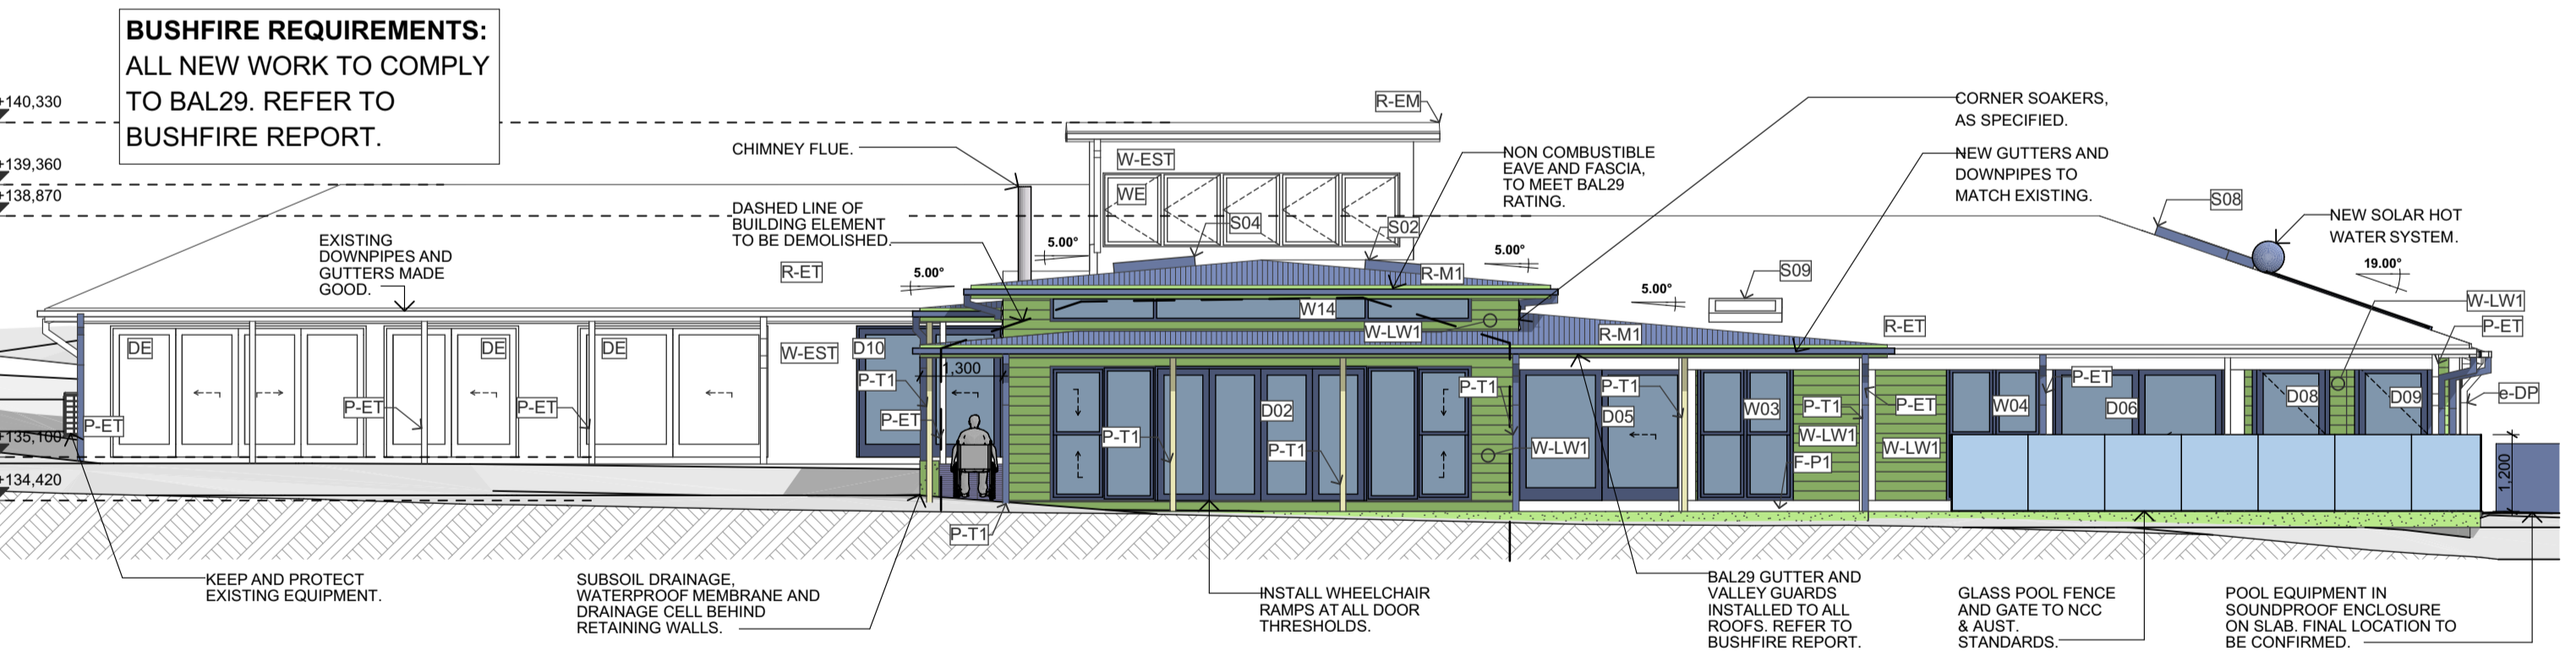 BUSHFIRE REQUIREMENTS:
ALL NEW WORK TO COMPLY
TO BAL29. REFER TO
BUSHFIRE REPORT.
+140,330
+139,360
+138,870
+135,100
+134,420
CHIMNEY FLUE.
DASHED LINE OF
BUILDING ELEMENT
TO BE DEMOLISHED.
EXISTING
DOWNPIPES AND
GUTTERS MADE
GOOD.
R-EM
W-EST
WE
S04
S02
NON COMBUSTIBLE
EAVE AND FASCIA,
TO MEET BAL29
RATING.
CORNER SOAKERS,
AS SPECIFIED.
NEW GUTTERS AND
DOWNPIPES TO
MATCH EXISTING.
S08
NEW SOLAR HOT
WATER SYSTEM.
19.00°
R-ET
5.00°
5.00°
5.00°
R-M1
5.00°
S09
W-LW1
P-ET
R-ET
W14
W-LW1
R-M1
DE
DE
DE
W-EST
D10
1,300
P-T1
P-ET
P-ET
P-ET
P-ET
P-T1
D02
P-T1
P-T1
W-LW1
P-T1
D05
W03
P-T1
W-LW1
F-P1
P-ET
W-LW1
W04
P-ET
D06
D08
D09
e-DP
1,200
P-T1
KEEP AND PROTECT
EXISTING EQUIPMENT.
SUBSOIL DRAINAGE,
WATERPROOF MEMBRANE AND
DRAINAGE CELL BEHIND
RETAINING WALLS.
INSTALL WHEELCHAIR
RAMPS AT ALL DOOR
THRESHOLDS.
BAL29 GUTTER AND
VALLEY GUARDS
INSTALLED TO ALL
ROOFS. REFER TO
BUSHFIRE REPORT.
GLASS POOL FENCE
AND GATE TO NCC
& AUST.
STANDARDS.
POOL EQUIPMENT IN
SOUNDPROOF ENCLOSURE
ON SLAB. FINAL LOCATION TO
BE CONFIRMED.